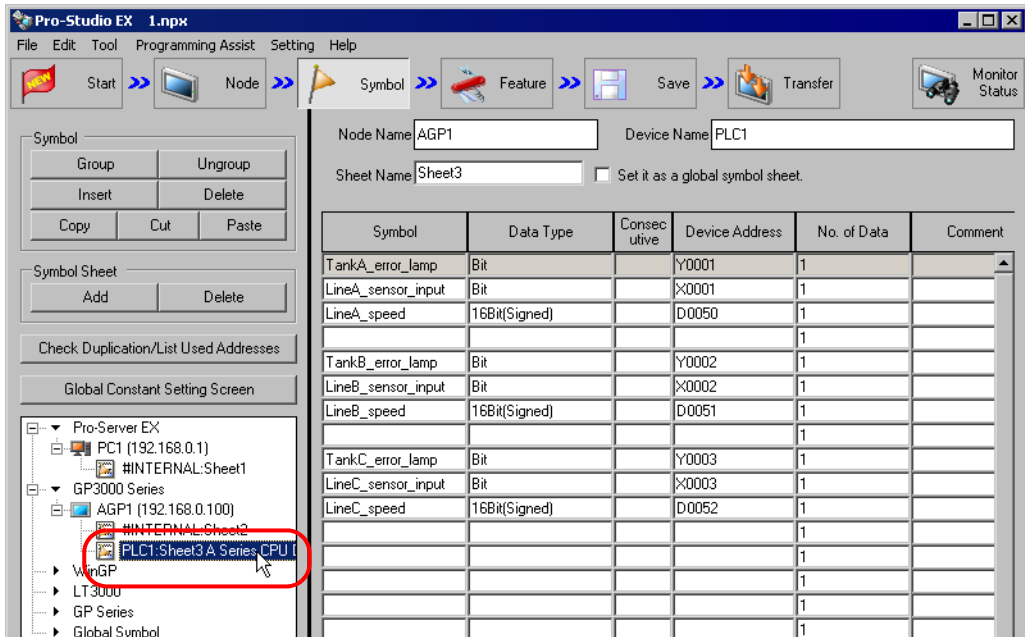 Pro-Studio EX 1.npx
File Edit Tool Programming Assist Setting Help
NEW Start Node Symbol Feature Save Transfer Monitor Status
Symbol
Group Ungroup
Insert Delete
Copy Cut Paste
Symbol Sheet
Add Delete
Check Duplication/List Used Addresses
Global Constant Setting Screen
Pro-Server EX
PC1 (192.168.0.1)
#INTERNAL:Sheet1
GP3000 Series
AGP1 (192.168.0.100)
#INTERNAL:Sheet2
PLC1:Sheet3 A Series CPU
WinGP
LT3000
GP Series
Global Symbol
Node Name AGP1 Device Name PLC1
Sheet Name Sheet3 Set it as a global symbol sheet.
Symbol Data Type Consecutive Device Address No. of Data Comment
TankA_error_lamp Bit Y0001 1
LineA_sensor_input Bit X0001 1
LineA_speed 16Bit(Signed) D0050 1
1
TankB_error_lamp Bit Y0002 1
LineB_sensor_input Bit X0002 1
LineB_speed 16Bit(Signed) D0051 1
1
TankC_error_lamp Bit Y0003 1
LineC_sensor_input Bit X0003 1
LineC_speed 16Bit(Signed) D0052 1
1
1
1
1
1